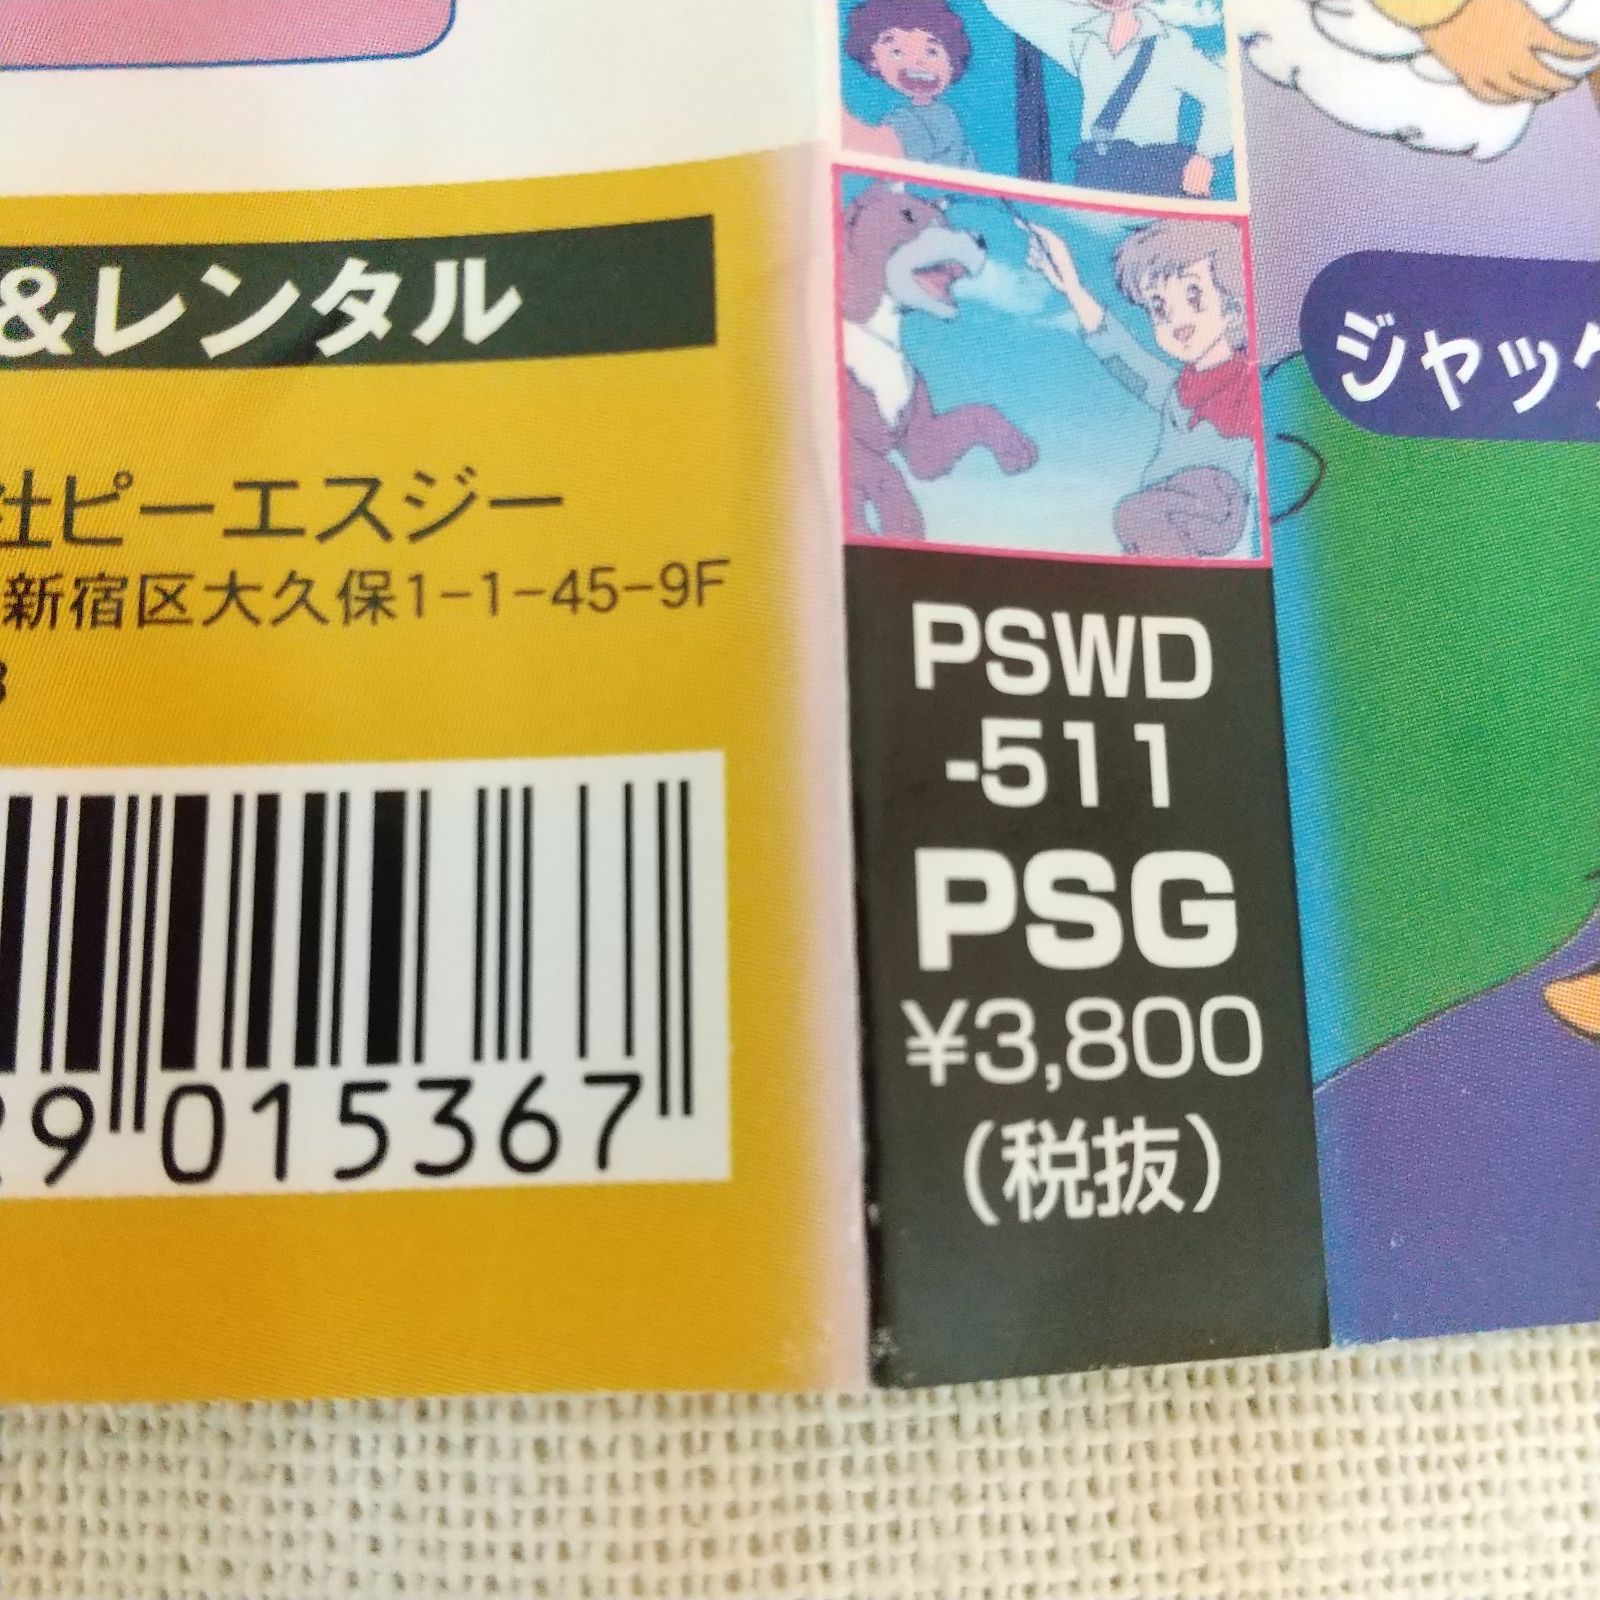 &レンタル
社ピーエスジー
新宿区大久保1-1-45-9F
9 015367
PSWD
-511
PSG
¥3,800
(税抜)
ジャック